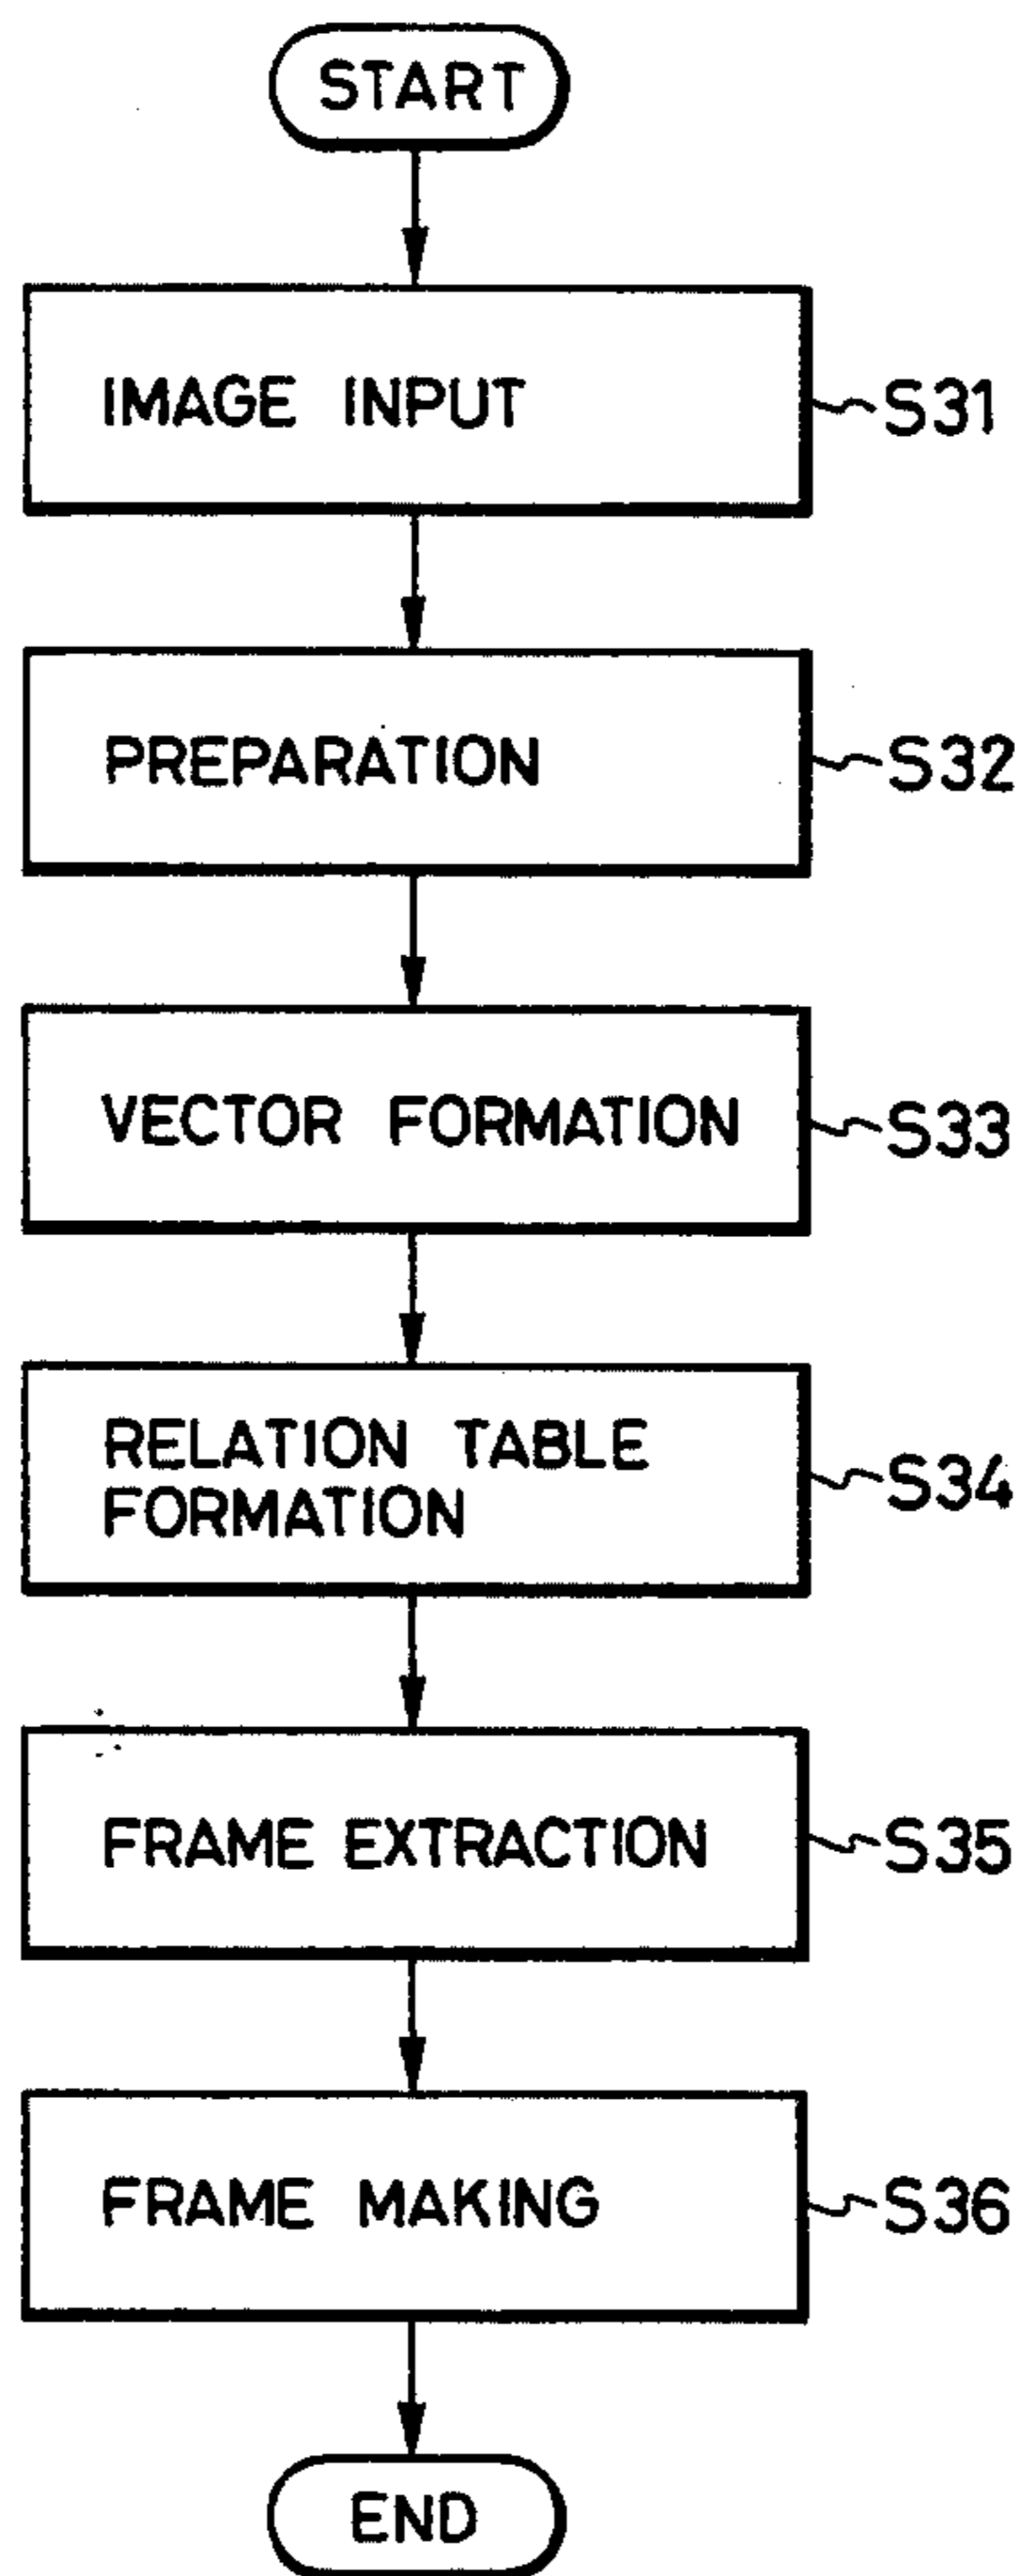 START
IMAGE INPUT
S31
PREPARATION
S32
VECTOR FORMATION
S33
RELATION TABLE
FORMATION
S34
FRAME EXTRACTION
S35
FRAME MAKING
S36
END